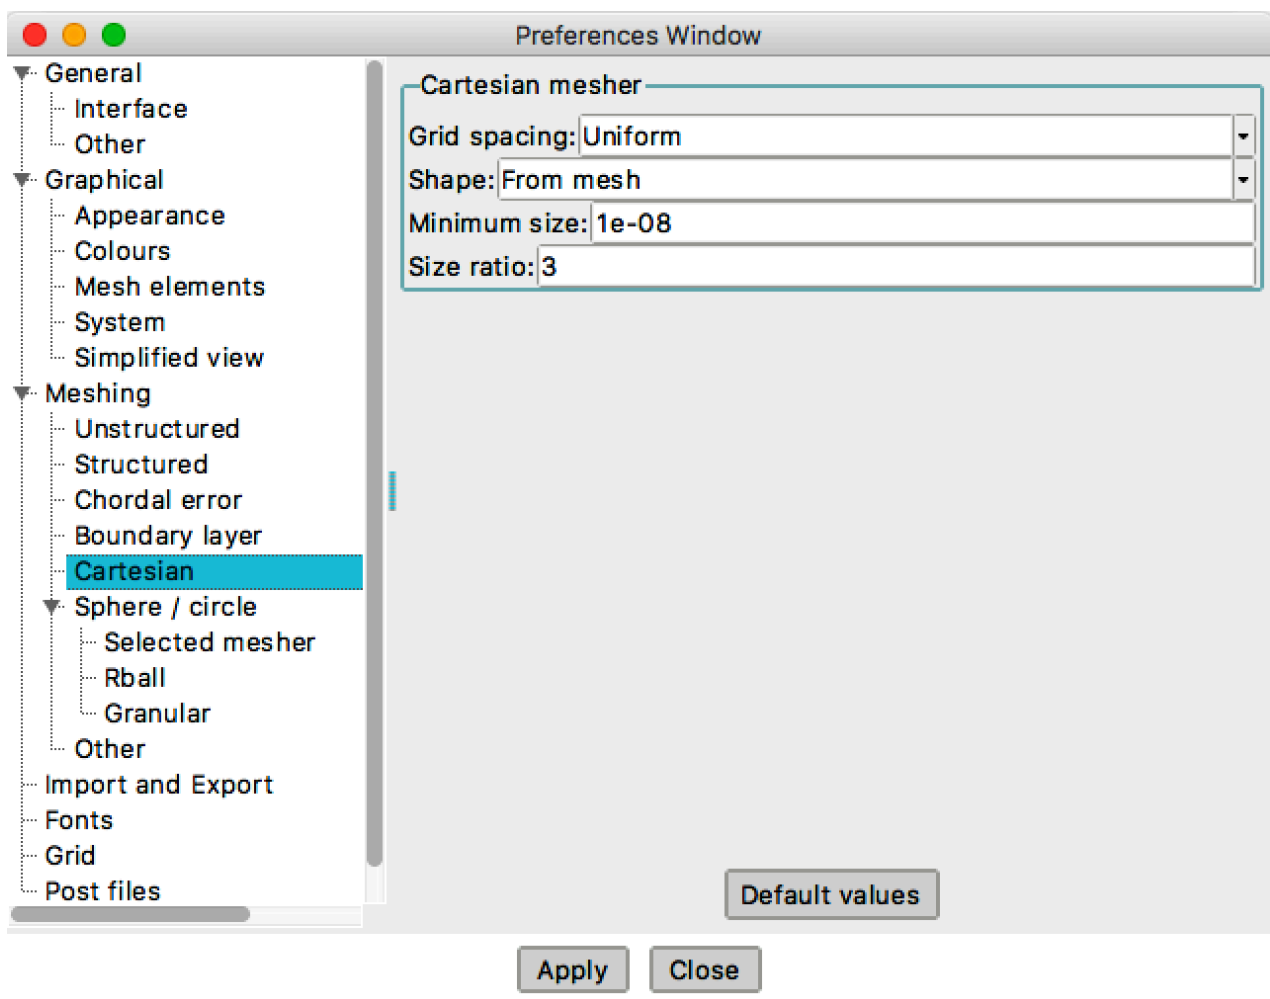 Preferences Window
General
Interface
Other
Graphical
Appearance
Colours
Mesh elements
System
Simplified view
Meshing
Unstructured
Structured
Chordal error
Boundary layer
Cartesian
Sphere / circle
Selected mesher
Rball
Granular
Other
Import and Export
Fonts
Grid
Post files
Cartesian mesher
Grid spacing: Uniform
Shape: From mesh
Minimum size: 1e-08
Size ratio: 3
Default values
Apply Close